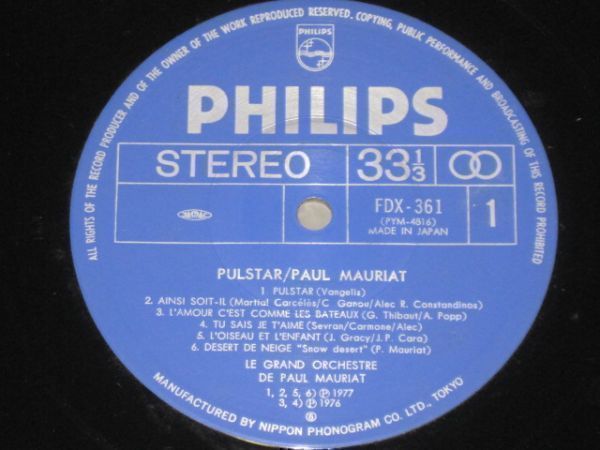 ALL RIGHTS OF THE RECORD PRODUCER AND OF THE OWNER OF THE WORK REPRODUCED RESERVED. COPYING, PUBLIC PERFORMANCE AND BROADCASTING OF THIS RECORD PROHIBITED
PHILIPS
PHILIPS
STEREO
33 1/3
FDX-361
(PYM-4816)
MADE IN JAPAN
1
PULSTAR/PAUL MAURIAT
1 PULSTAR (Vangelis)
2. AINSI SOIT-IL (Martial Carcélès/C. Ganou/Alec R. Constandinos)
3. L'AMOUR C'EST COMME LES BATEAUX (G. Thibaut/A. Popp)
4. TU SAIS JE T'AIME (Sevran/Carmone/Alec)
5. L'OISEAU ET L'ENFANT (J. Gracy/J.P. Cara)
6. DESERT DE NEIGE "Snow desert" (P. Mauriat)
LE GRAND ORCHESTRE
DE PAUL MAURIAT
1, 2, 5, 6) Ⓟ 1977
3, 4) Ⓟ 1976
MANUFACTURED BY NIPPON PHONOGRAM CO. LTD., TOKYO